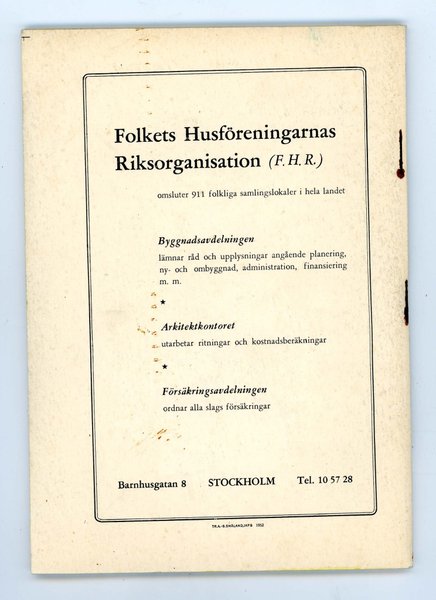 Folkets Husföreningarnas
Riksorganisation (F. H. R.)
omsluter 911 folkliga samlingslokaler i hela landet
Byggnadsavdelningen
lämnar råd och upplysningar angående planering,
ny- och ombyggnad, administration, finansiering
m. m.
★
Arkitektkontoret
utarbetar ritningar och kostnadsberäkningar
★
Försäkringsavdelningen
ordnar alla slags försäkringar
Barnhusgatan 8 STOCKHOLM Tel. 10 57 28
1952